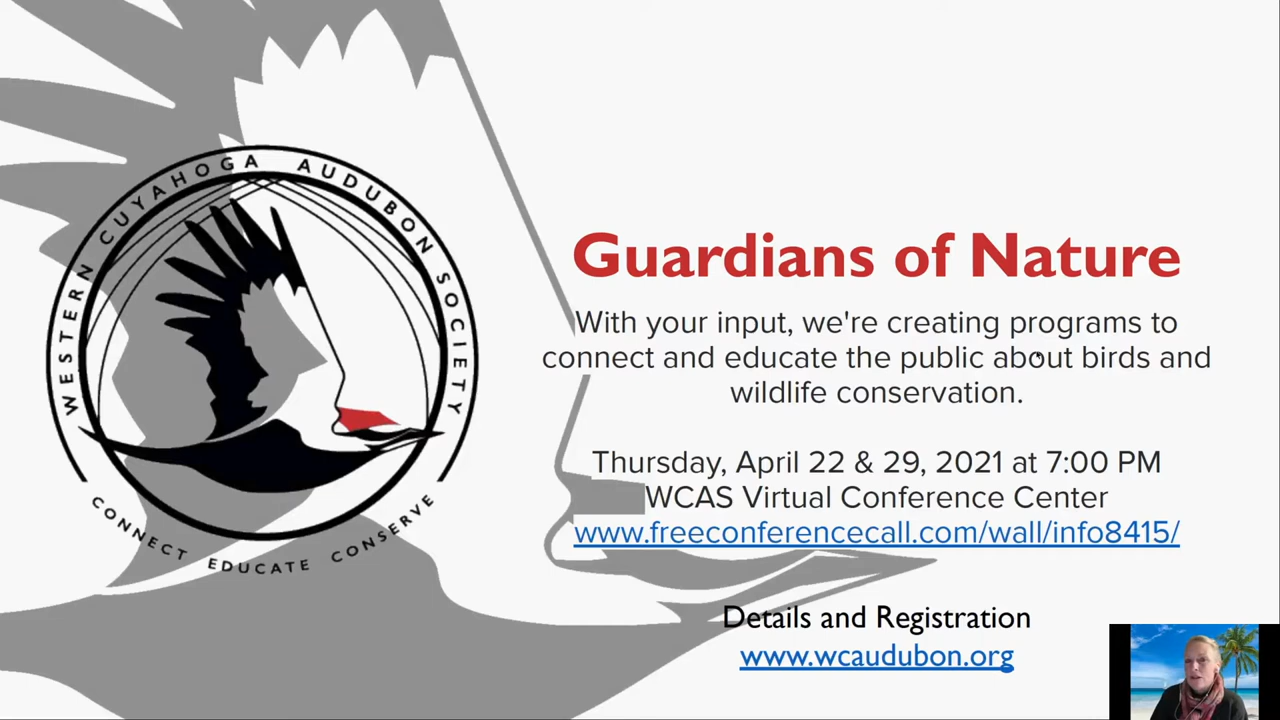 WESTERN CUYAHOGA AUDUBON SOCIETY
CONNECT EDUCATE CONSERVE
Guardians of Nature
With your input, we're creating programs to
connect and educate the public about birds and
wildlife conservation.
Thursday, April 22 & 29, 2021 at 7:00 PM
WCAS Virtual Conference Center
www.freeconferencecall.com/wall/info8415/
Details and Registration
www.wcaudubon.org